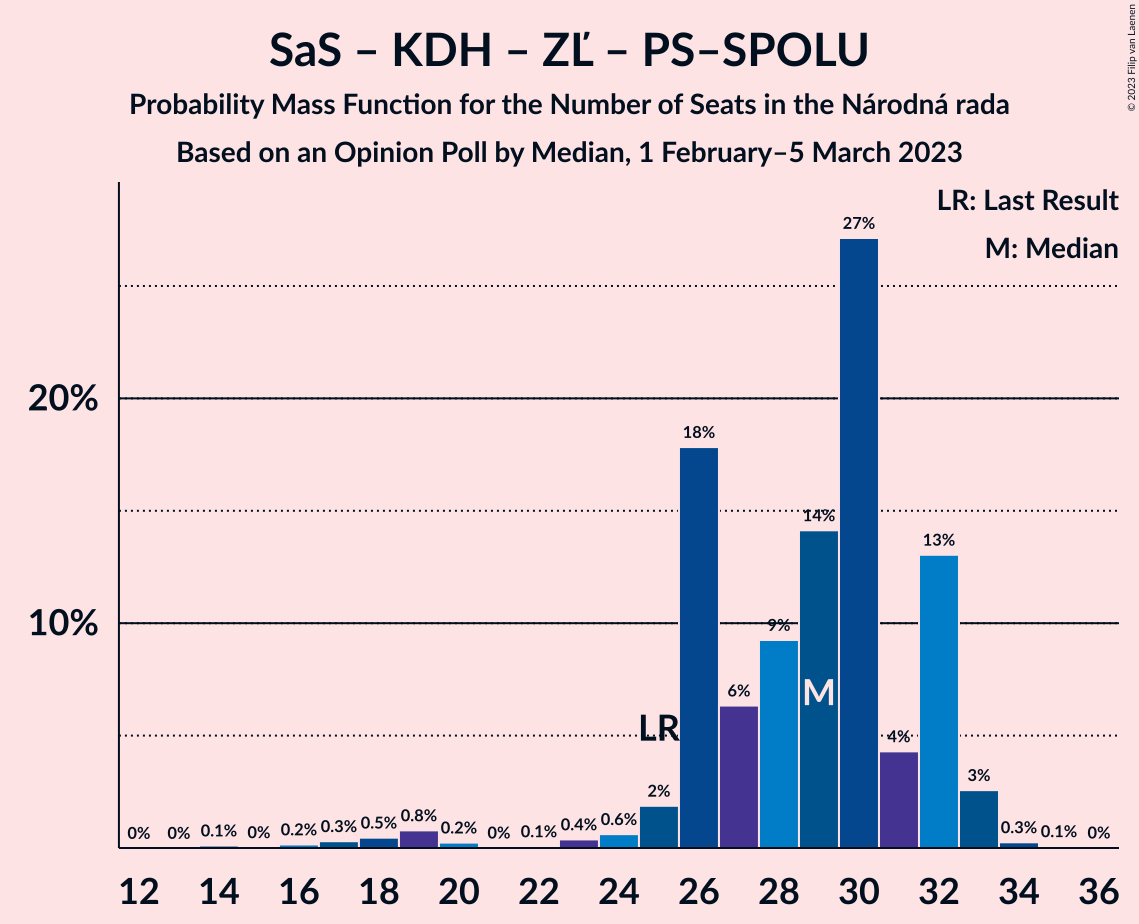 SaS – KDH – ZĽ – PS–SPOLU
Probability Mass Function for the Number of Seats in the Národná rada
Based on an Opinion Poll by Median, 1 February–5 March 2023
© 2023 Filip van Laenen
LR: Last Result
M: Median
27%
20%
18%
14%
13%
10%
9%
6%
M
LR
4%
3%
2%
0% 0% 0.1% 0% 0.2% 0.3% 0.5% 0.8% 0.2% 0% 0.1% 0.4% 0.6% 0.3% 0.1% 0%
12 14 16 18 20 22 24 26 28 30 32 34 36